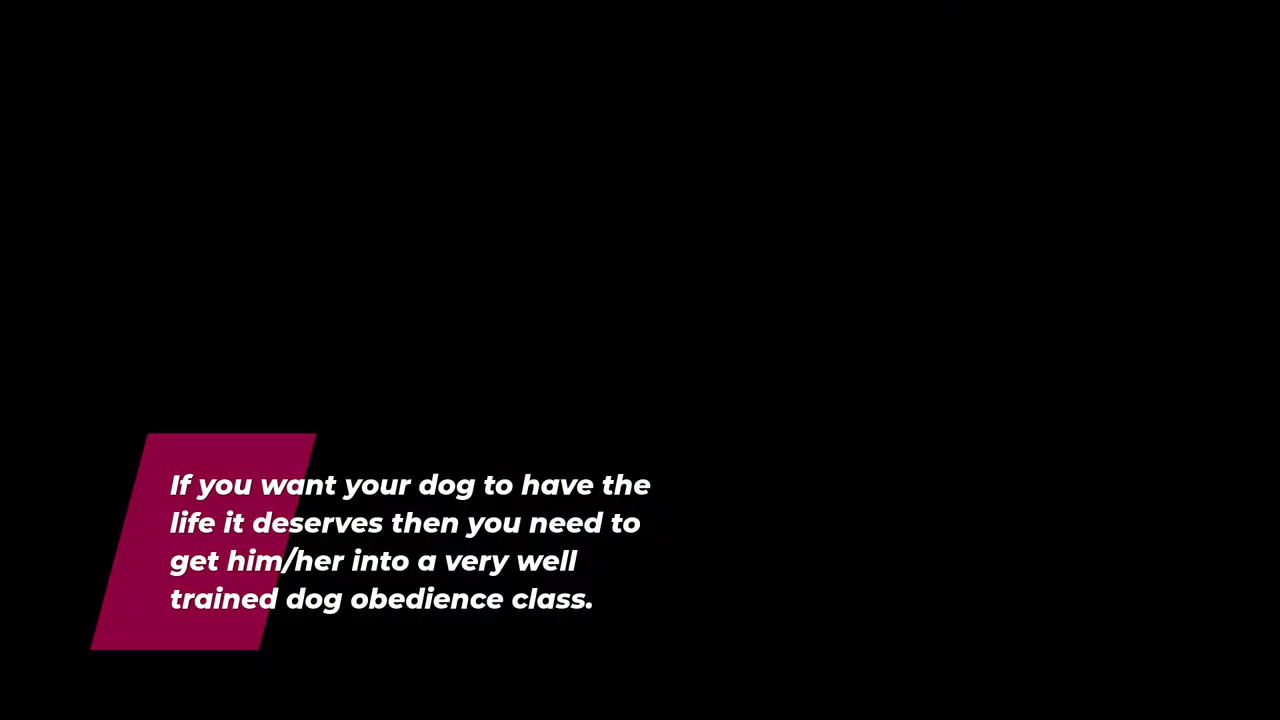 If you want your dog to have the
life it deserves then you need to
get him/her into a very well
trained dog obedience class.